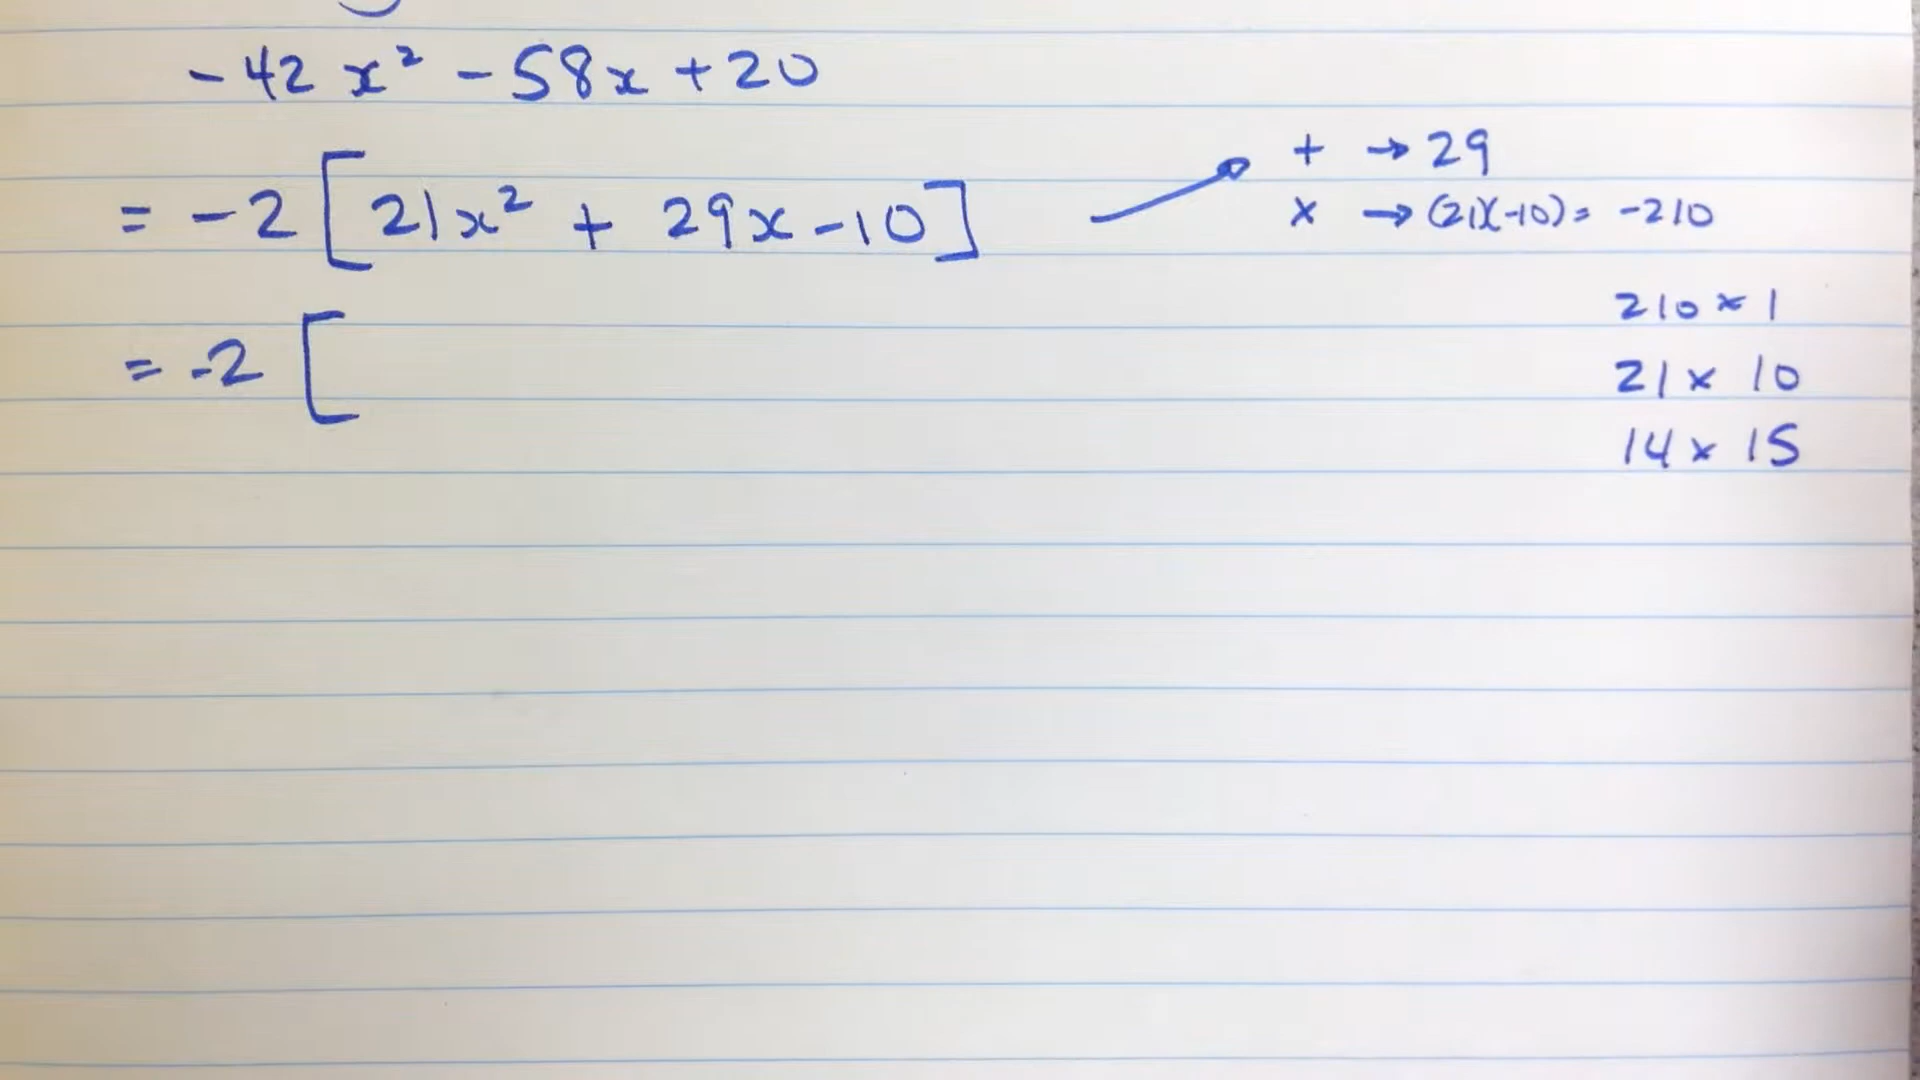 -42x² -58x +20
= -2[21x² + 29x -10]
+ → 29
x → (21)(-10) = -210
= -2[
210 x 1
21 x 10
14 x 15